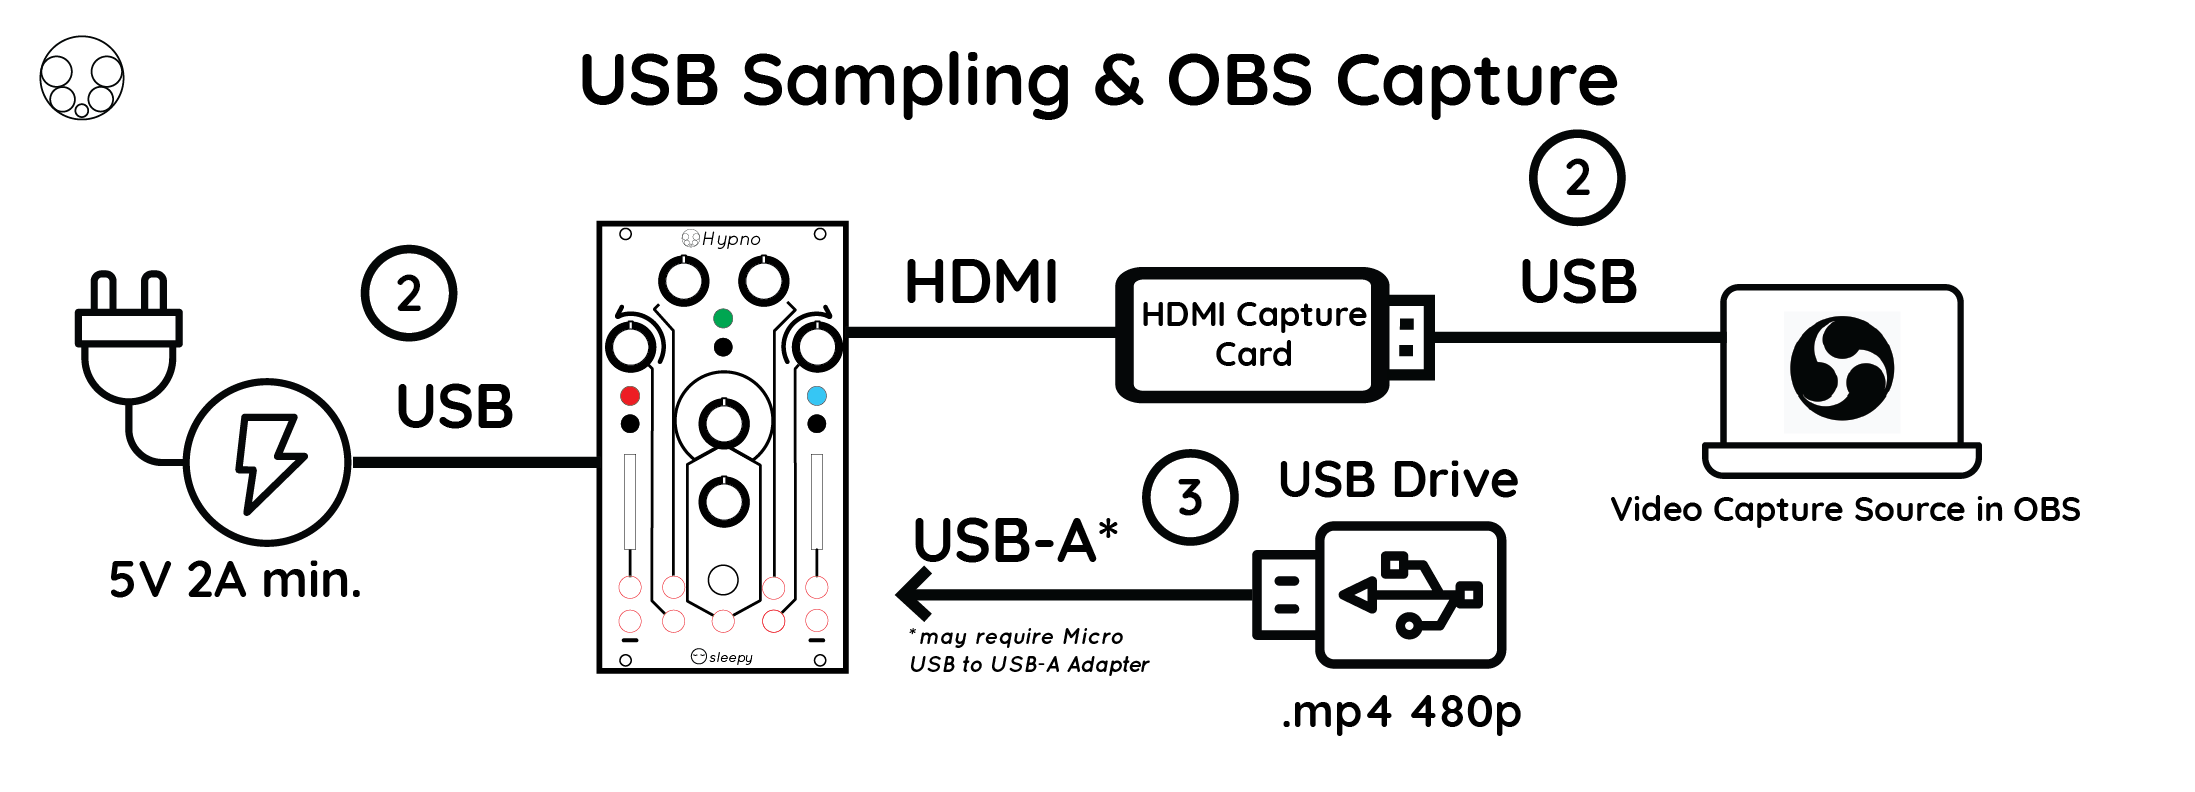 USB Sampling & OBS Capture
2
USB
5V 2A min.
Hypno
sleepy
HDMI
HDMI Capture
Card
2
USB
Video Capture Source in OBS
3
USB Drive
USB-A*
*may require Micro
USB to USB-A Adapter
.mp4 480p